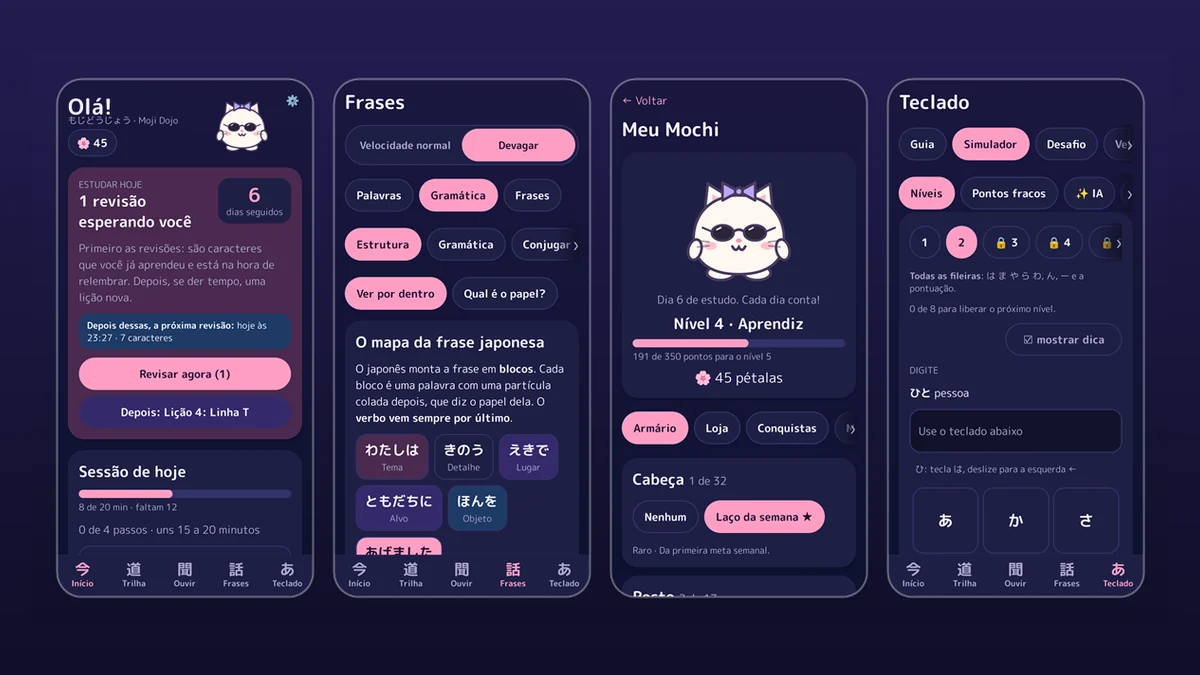 Olá!
もじどうじょう · Moji Dojo
🌸 45
ESTUDAR HOJE
1 revisão
esperando você
6
dias seguidos
Primeiro as revisões: são caracteres
que você já aprendeu e está na hora de
relembrar. Depois, se der tempo, uma
lição nova.
Depois dessas, a próxima revisão: hoje às
23:27 · 7 caracteres
Revisar agora (1)
Depois: Lição 4: Linha T
Sessão de hoje
8 de 20 min · faltam 12
0 de 4 passos · uns 15 a 20 minutos
今 道 聞 話 あ
Início Trilha Ouvir Frases Teclado
Frases
Velocidade normal Devagar
Palavras Gramática Frases
Estrutura Gramática Conjugar ›
Ver por dentro Qual é o papel?
O mapa da frase japonesa
O japonês monta a frase em blocos. Cada
bloco é uma palavra com uma partícula
colada depois, que diz o papel dela. O
verbo vem sempre por último.
わたしは きのう えきで
Tema Detalhe Lugar
ともだちに ほんを
Alvo Objeto
あげました
今 道 聞 話 あ
Início Trilha Ouvir Frases Teclado
← Voltar
Meu Mochi
Dia 6 de estudo. Cada dia conta!
Nível 4 · Aprendiz
191 de 350 pontos para o nível 5
🌸 45 pétalas
Armário Loja Conquistas ›
Cabeça 1 de 32
Nenhum Laço da semana ★
Raro · Da primeira meta semanal.
Teclado
Guia Simulador Desafio Ve›
Níveis Pontos fracos ✨ IA ›
1 2 🔒 3 🔒 4 🔒 ›
Todas as fileiras: は ま や ら わ, ん, ー e a
pontuação.
0 de 8 para liberar o próximo nível.
☑ mostrar dica
DIGITE
ひと pessoa
Use o teclado abaixo
ひ: tecla は, deslize para a esquerda ←
あ か さ
今 道 聞 話 あ
Início Trilha Ouvir Frases Teclado